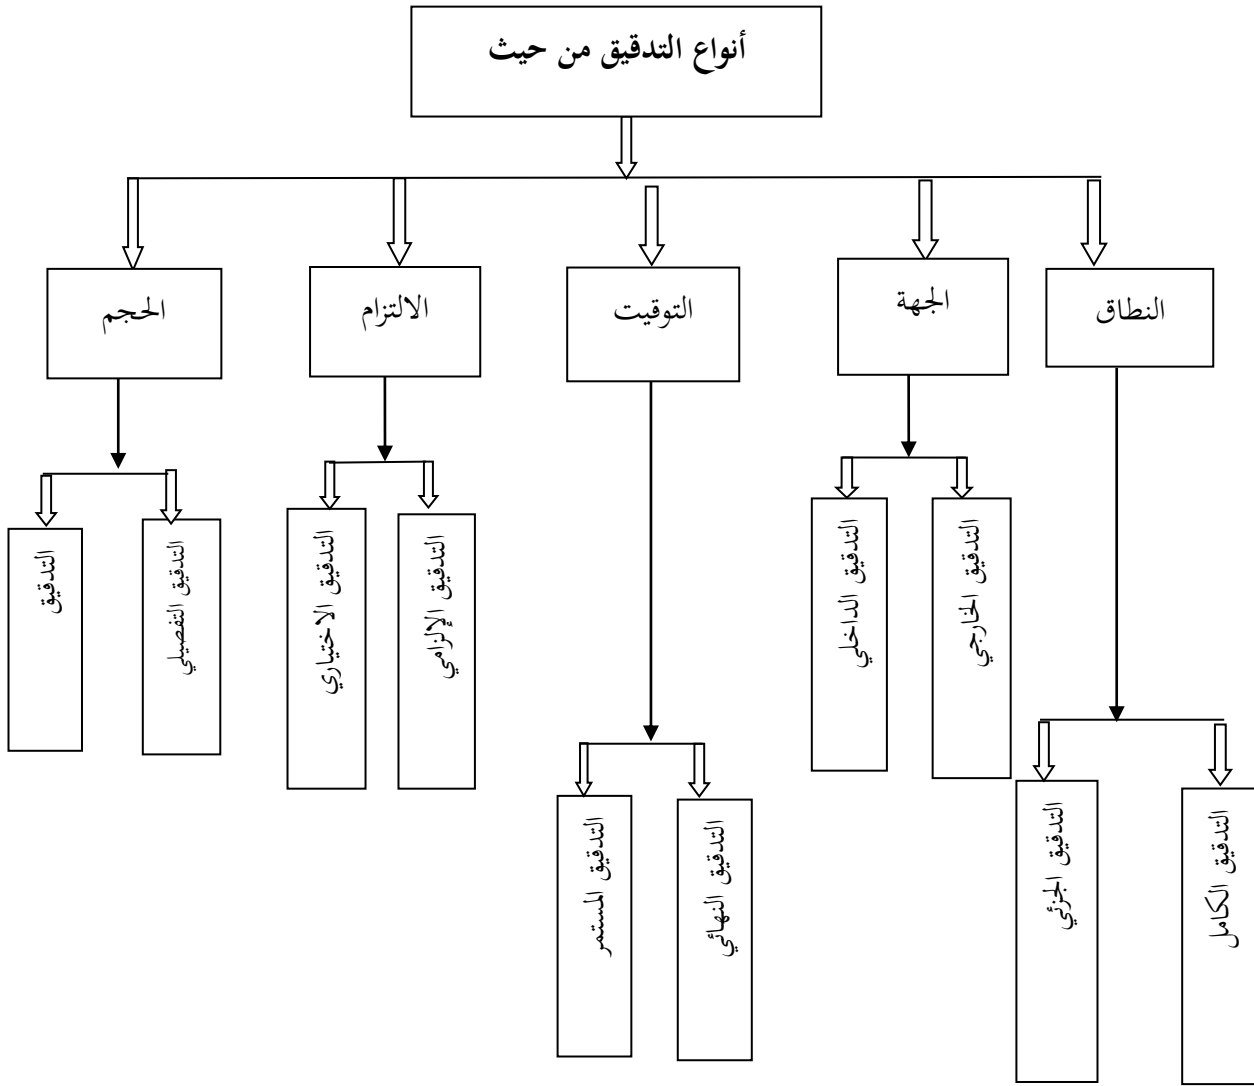 أنواع التدقيق من حيث
النطاق
الجهة
التوقيت
الالتزام
الحجم
التدقيق الكامل
التدقيق الجزئي
التدقيق الخارجي
التدقيق الداخلي
التدقيق النهائي
التدقيق المستمر
التدقيق الإلزامي
التدقيق الاختياري
التدقيق التفصيلي
التدقيق